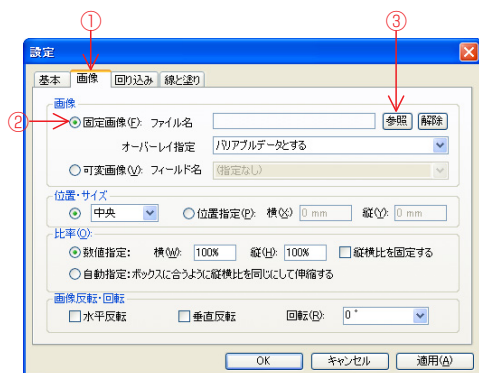 ① ③
設定
基本 画像 回り込み 線と塗り
画像
② 固定画像(F): ファイル名 参照 解除
オーバーレイ指定 バリアブルデータとする
可変画像(V): フィールド名 (指定なし)
位置・サイズ
中央 位置指定(P): 横(X) 0 mm 縦(Y): 0 mm
比率(O):
数値指定: 横(W): 100% 縦(H): 100% 縦横比を固定する
自動指定:ボックスに合うように縦横比を同じにして伸縮する
画像反転・回転
水平反転 垂直反転 回転(R): 0 °
OK キャンセル 適用(A)